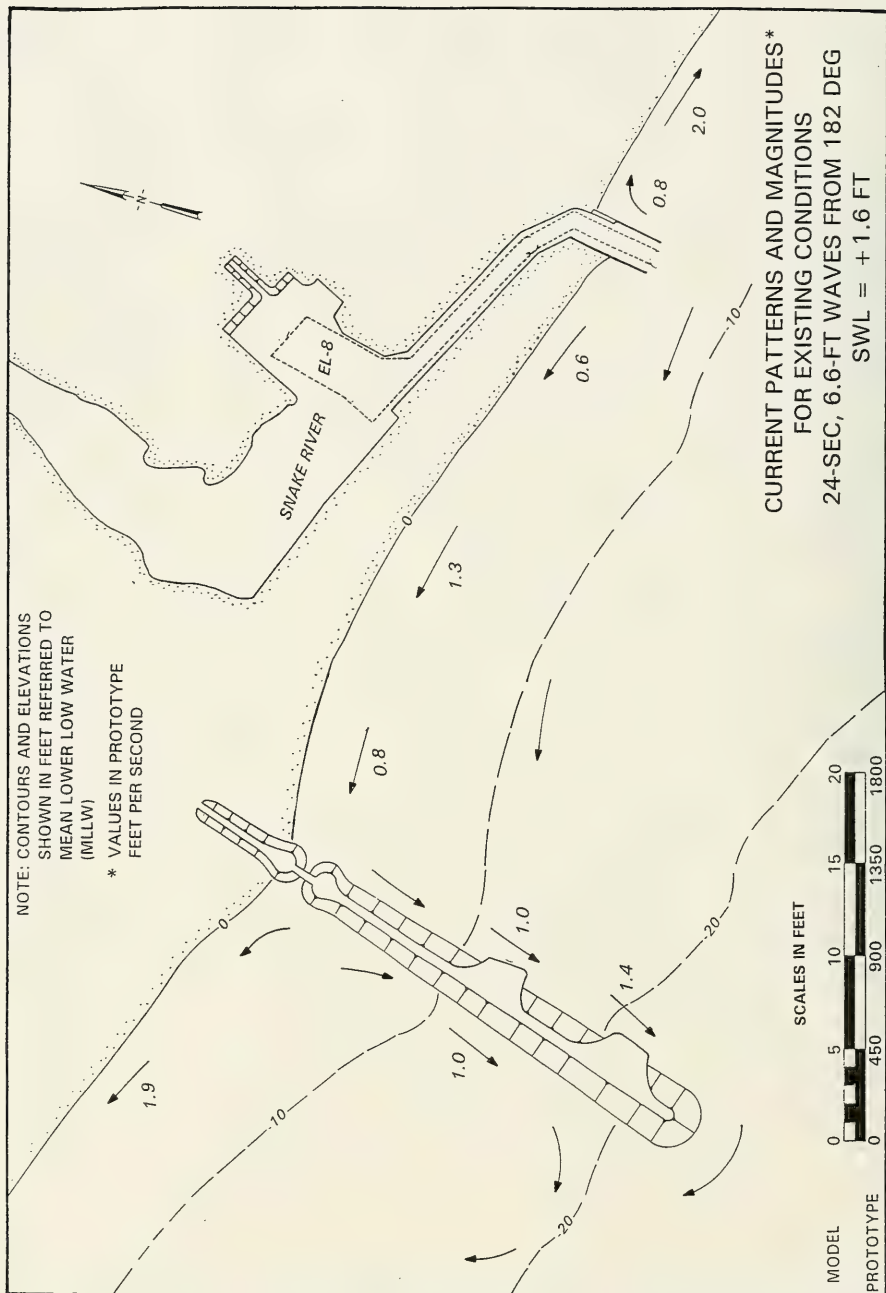 NOTE: CONTOURS AND ELEVATIONS
SHOWN IN FEET REFERRED TO
MEAN LOWER LOW WATER
(MLLW)
* VALUES IN PROTOTYPE
FEET PER SECOND
N
SNAKE RIVER
EL-8
0
0
1.9
0.8
1.3
0.6
0.8
2.0
1.0
1.0
1.4
-10
-10
-20
-20
SCALES IN FEET
MODEL
0 5 10 15 20
PROTOTYPE
0 450 900 1350 1800
CURRENT PATTERNS AND MAGNITUDES*
FOR EXISTING CONDITIONS
24-SEC, 6.6-FT WAVES FROM 182 DEG
SWL = +1.6 FT